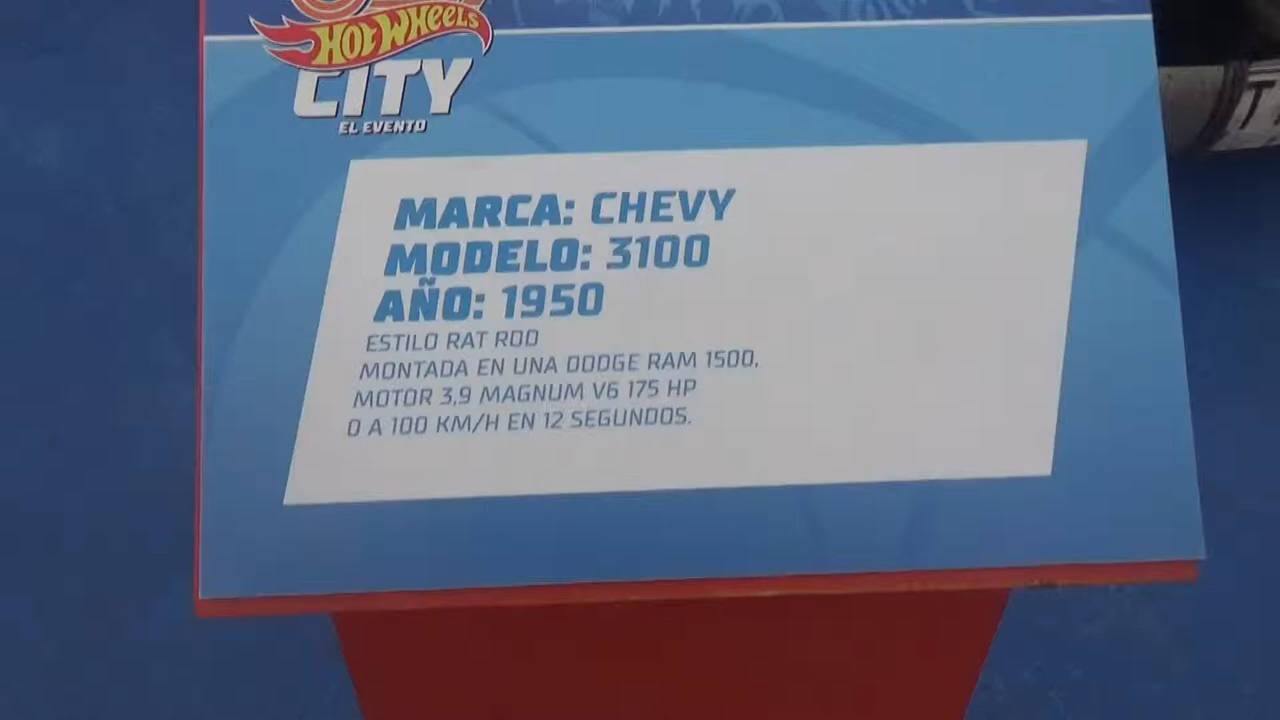 HOT WHEELS
CITY
EL EVENTO
MARCA: CHEVY
MODELO: 3100
AÑO: 1950
ESTILO RAT ROD
MONTADA EN UNA DODGE RAM 1500,
MOTOR 3,9 MAGNUM V6 175 HP
0 A 100 KM/H EN 12 SEGUNDOS.